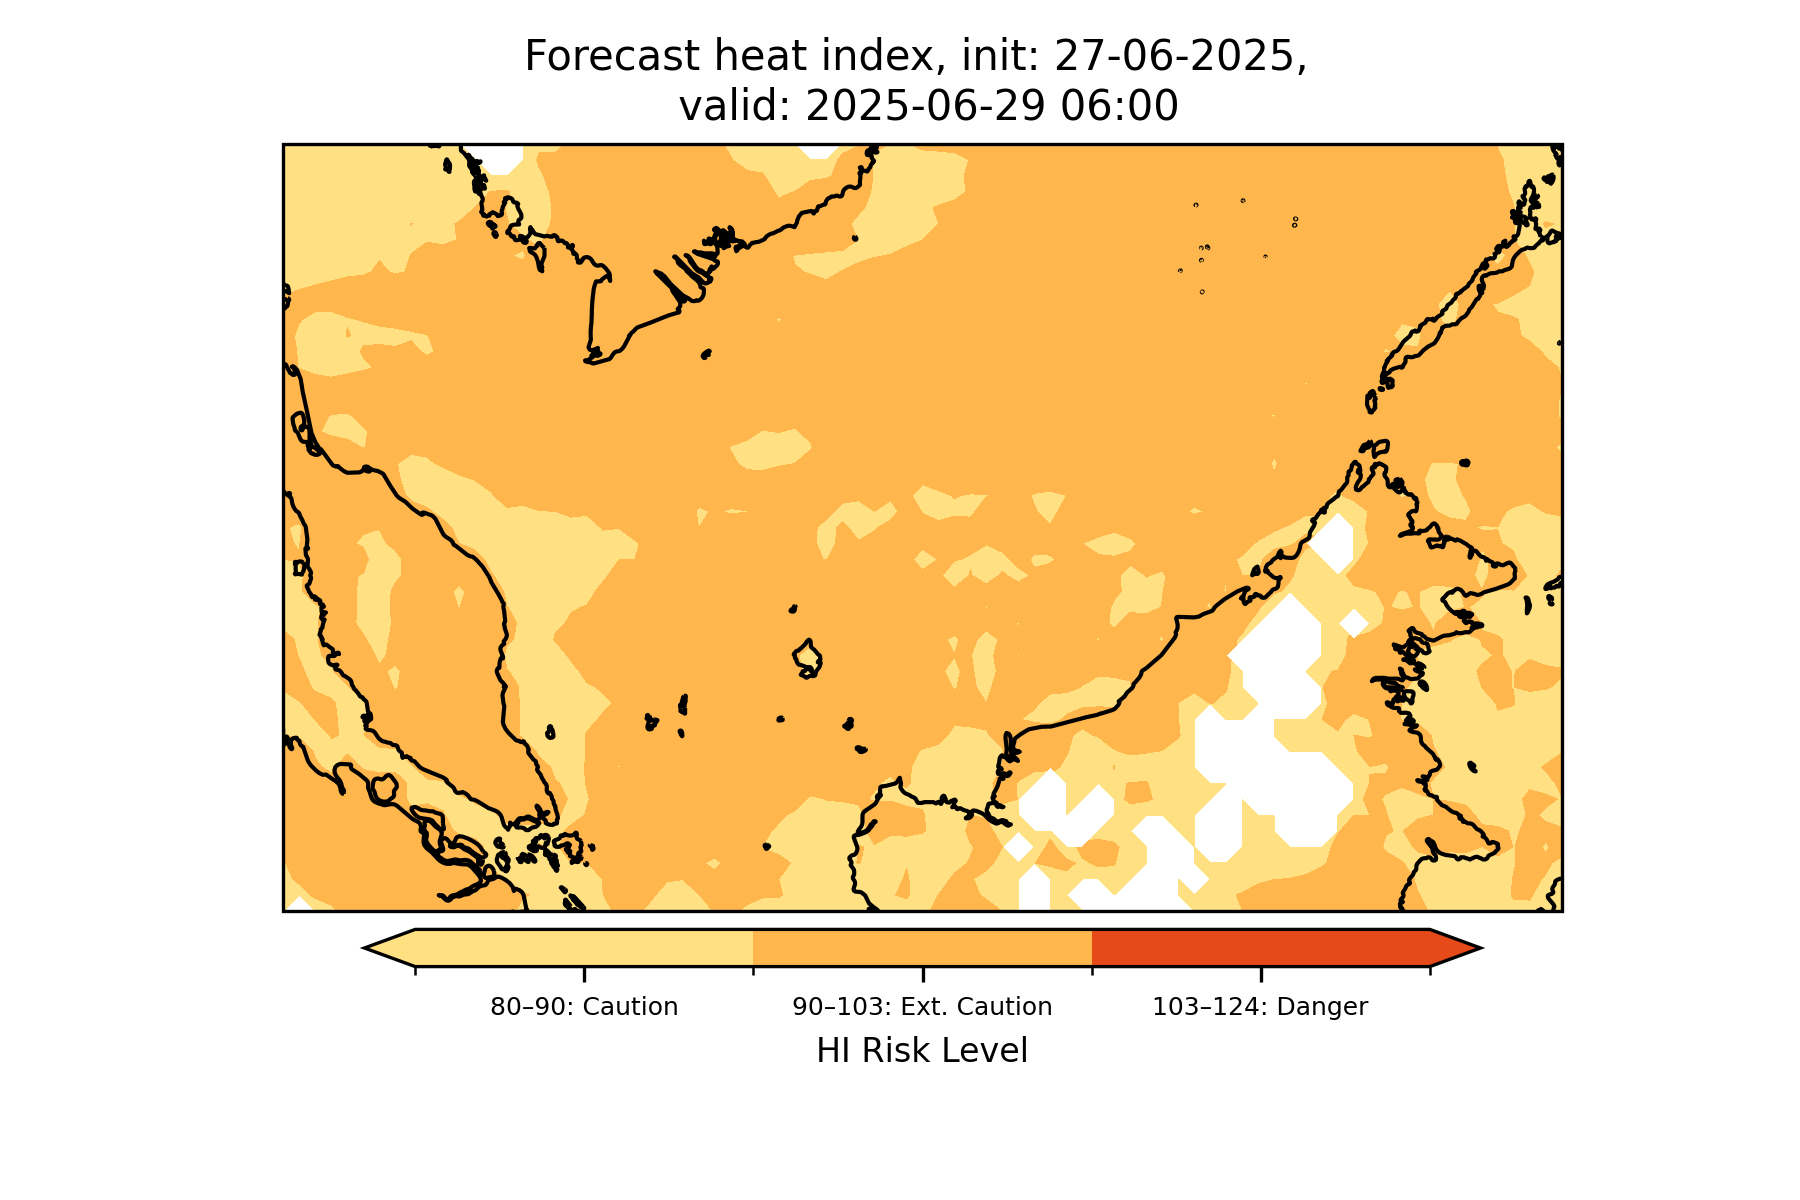 Forecast heat index, init: 27-06-2025,
valid: 2025-06-29 06:00
80–90: Caution
90–103: Ext. Caution
103–124: Danger
HI Risk Level